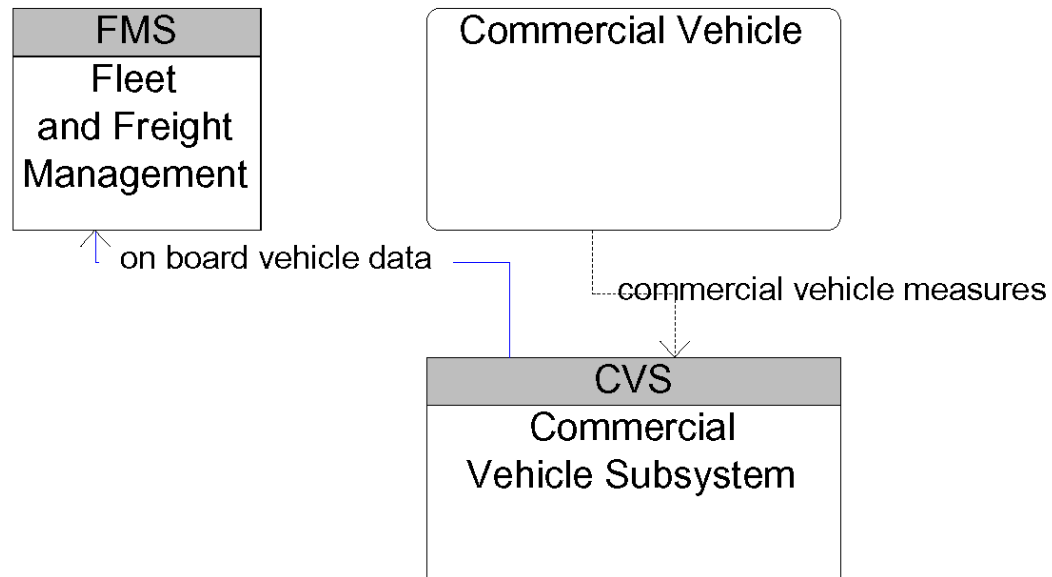 FMS
Fleet
and Freight
Management
Commercial Vehicle
on board vehicle data
commercial vehicle measures
CVS
Commercial
Vehicle Subsystem